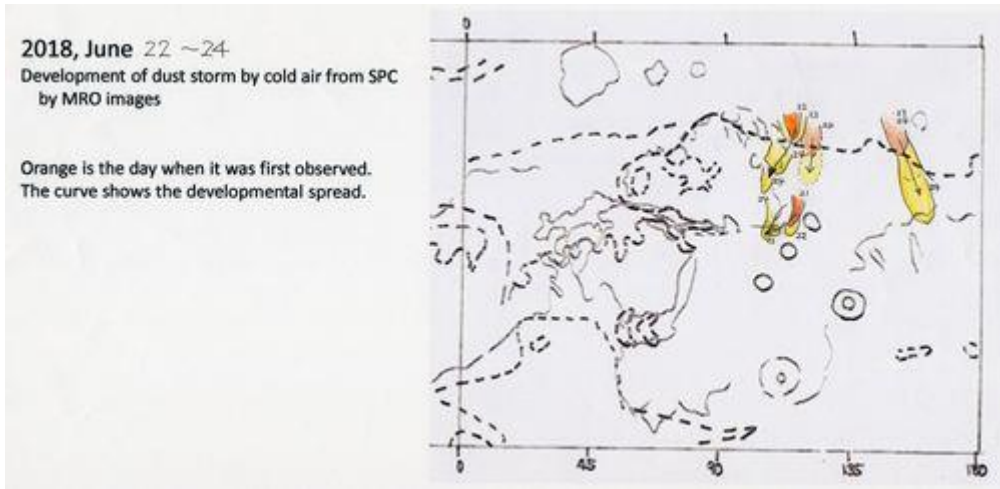 2018, June 22 ~24
Development of dust storm by cold air from SPC
by MRO images
Orange is the day when it was first observed.
The curve shows the developmental spread.
0
0 45 90 135 180